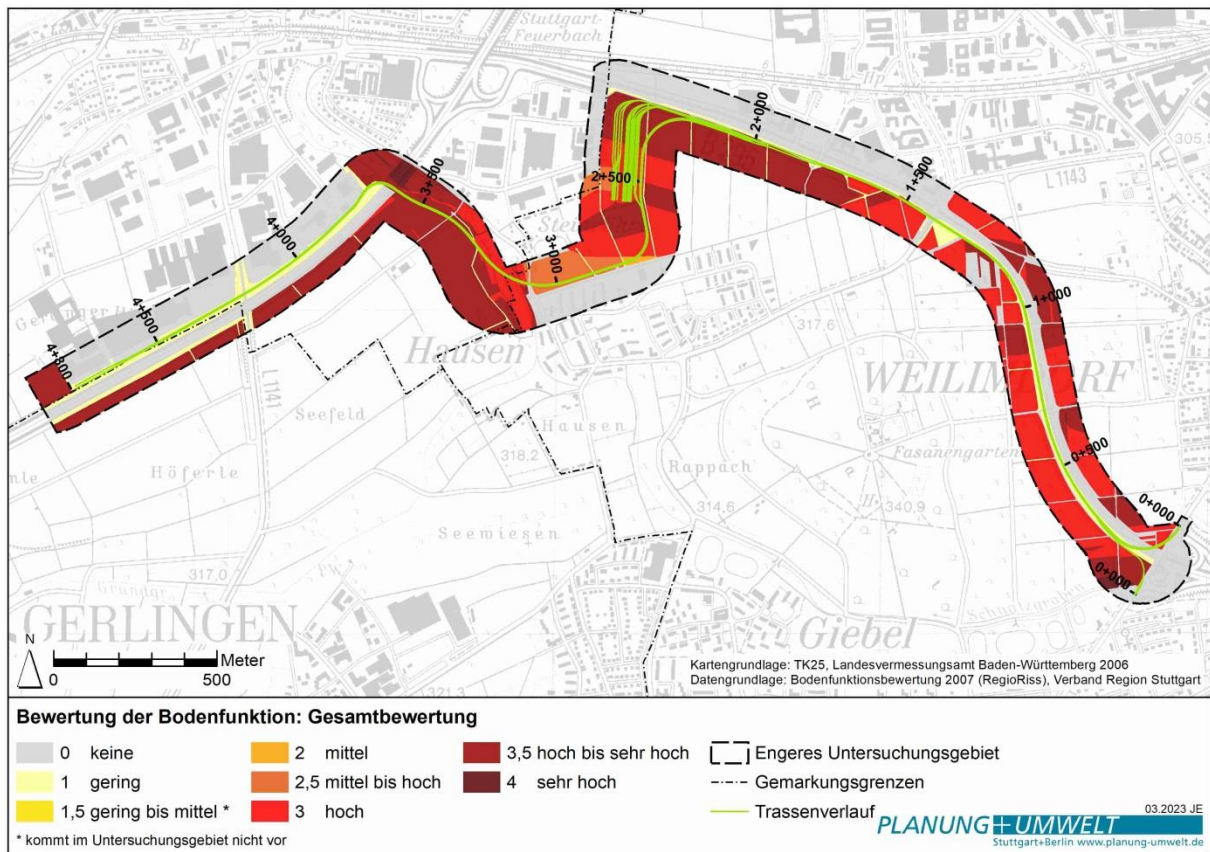 Br
Stuttgart-
Feuerbach
305,5
2+000
L 1143
1+500
2+500
3+500
4+000
3+000
1+000
4+500
4+800
L 1141
Hausen
317,6
WEILIMDORF
Seefeld
Hausen
318,2
Höferle
Rappach
Fasanengarten
0+500
314,6
340,9
0+000
0+000
Seemiesen
317,0
GERLINGEN
Giebel
321,3
N
Meter
0 500
Kartengrundlage: TK25, Landesvermessungsamt Baden-Württemberg 2006
Datengrundlage: Bodenfunktionsbewertung 2007 (RegioRiss), Verband Region Stuttgart
Bewertung der Bodenfunktion: Gesamtbewertung
0 keine
1 gering
1,5 gering bis mittel *
2 mittel
2,5 mittel bis hoch
3 hoch
3,5 hoch bis sehr hoch
4 sehr hoch
Engeres Untersuchungsgebiet
Gemarkungsgrenzen
Trassenverlauf
* kommt im Untersuchungsgebiet nicht vor
03.2023 JE
PLANUNG+UMWELT
Stuttgart+Berlin www.planung-umwelt.de